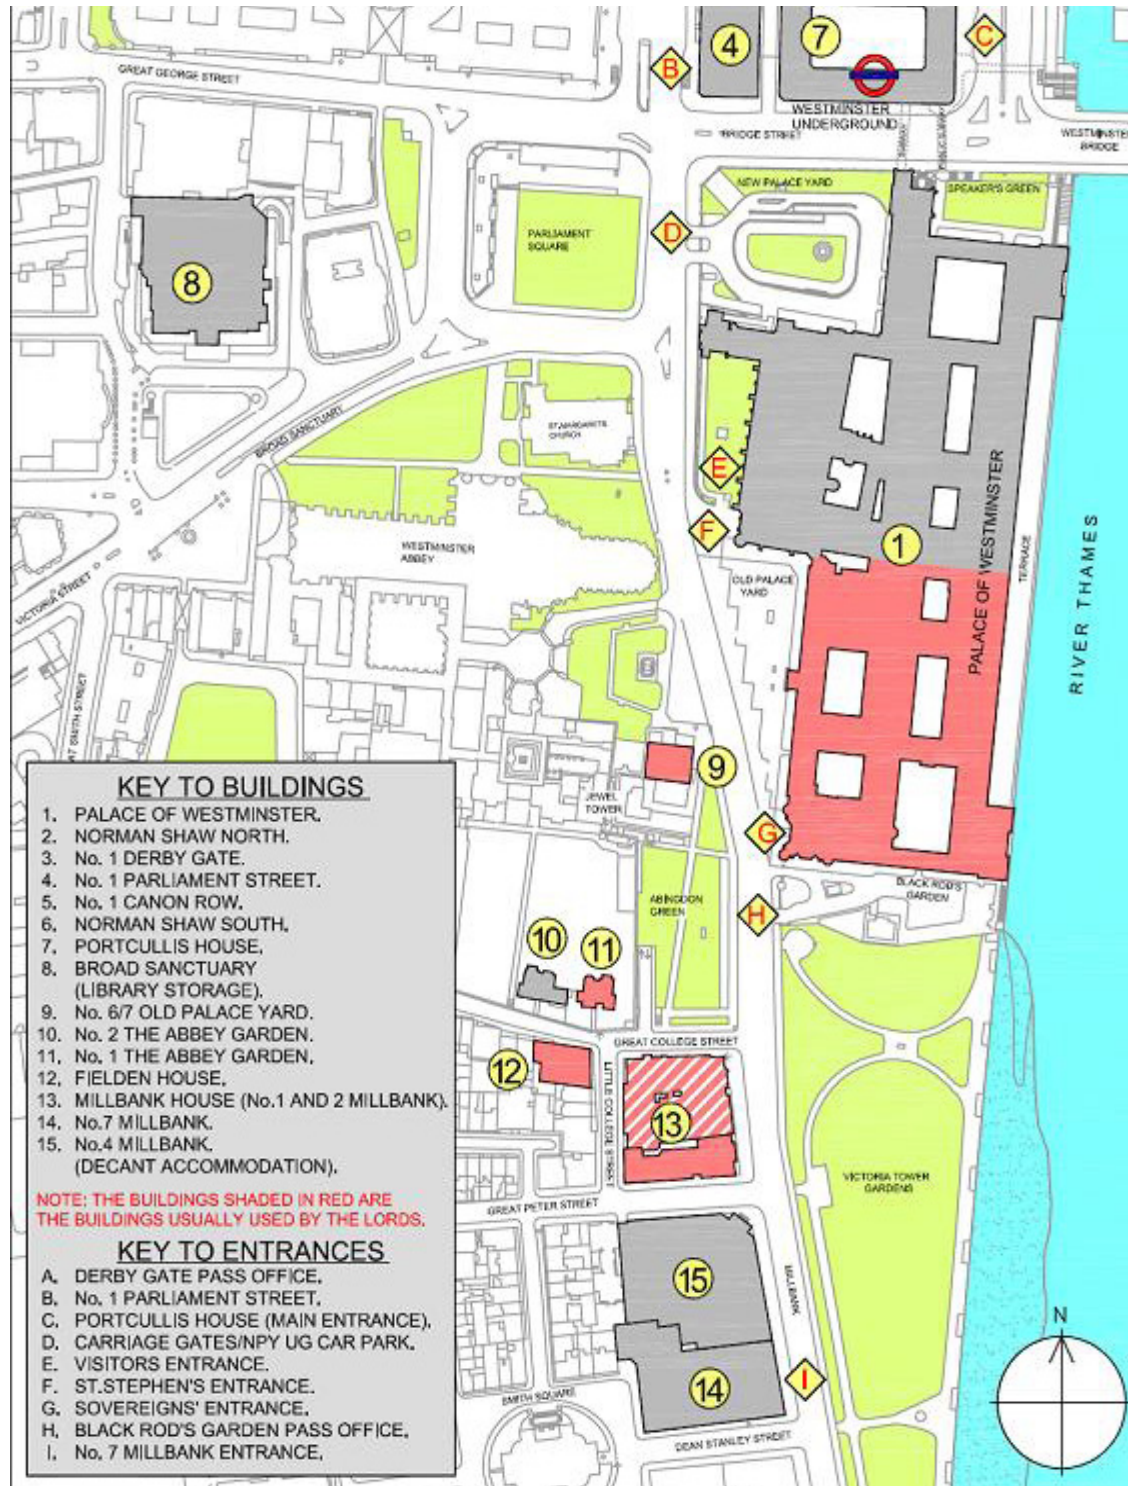 4
7
C
B
GREAT GEORGE STREET
WESTMINSTER
UNDERGROUND
BRIDGE STREET
WESTMINSTER
BRIDGE
SUBWAY
NEW PALACE YARD
SPEAKER'S GREEN
D
PARLIAMENT
SQUARE
8
BROAD SANCTUARY
ST.MARGARETS
CHURCH
E
F
WESTMINSTER
ABBEY
1
PALACE OF WESTMINSTER
TERRACE
RIVER THAMES
OLD PALACE
YARD
VICTORIA STREET
AT SMITH STREET
9
JEWEL
TOWER
G
BLACK ROD'S
GARDEN
ABINGDON
GREEN
H
10
11
GREAT COLLEGE STREET
12
LITTLE COLLEGE STREET
13
VICTORIA TOWER
GARDENS
GREAT PETER STREET
15
MILLBANK
14
I
SMITH SQUARE
DEAN STANLEY STREET
N
KEY TO BUILDINGS
1. PALACE OF WESTMINSTER.
2. NORMAN SHAW NORTH.
3. No. 1 DERBY GATE.
4. No. 1 PARLIAMENT STREET.
5. No. 1 CANON ROW.
6. NORMAN SHAW SOUTH.
7. PORTCULLIS HOUSE.
8. BROAD SANCTUARY
(LIBRARY STORAGE).
9. No. 6/7 OLD PALACE YARD.
10. No. 2 THE ABBEY GARDEN.
11. No. 1 THE ABBEY GARDEN.
12. FIELDEN HOUSE.
13. MILLBANK HOUSE (No.1 AND 2 MILLBANK).
14. No.7 MILLBANK.
15. No.4 MILLBANK.
(DECANT ACCOMMODATION).
NOTE: THE BUILDINGS SHADED IN RED ARE
THE BUILDINGS USUALLY USED BY THE LORDS.
KEY TO ENTRANCES
A. DERBY GATE PASS OFFICE.
B. No. 1 PARLIAMENT STREET.
C. PORTCULLIS HOUSE (MAIN ENTRANCE).
D. CARRIAGE GATES/NPY UG CAR PARK.
E. VISITORS ENTRANCE.
F. ST.STEPHEN'S ENTRANCE.
G. SOVEREIGNS' ENTRANCE.
H. BLACK ROD'S GARDEN PASS OFFICE.
I. No. 7 MILLBANK ENTRANCE.